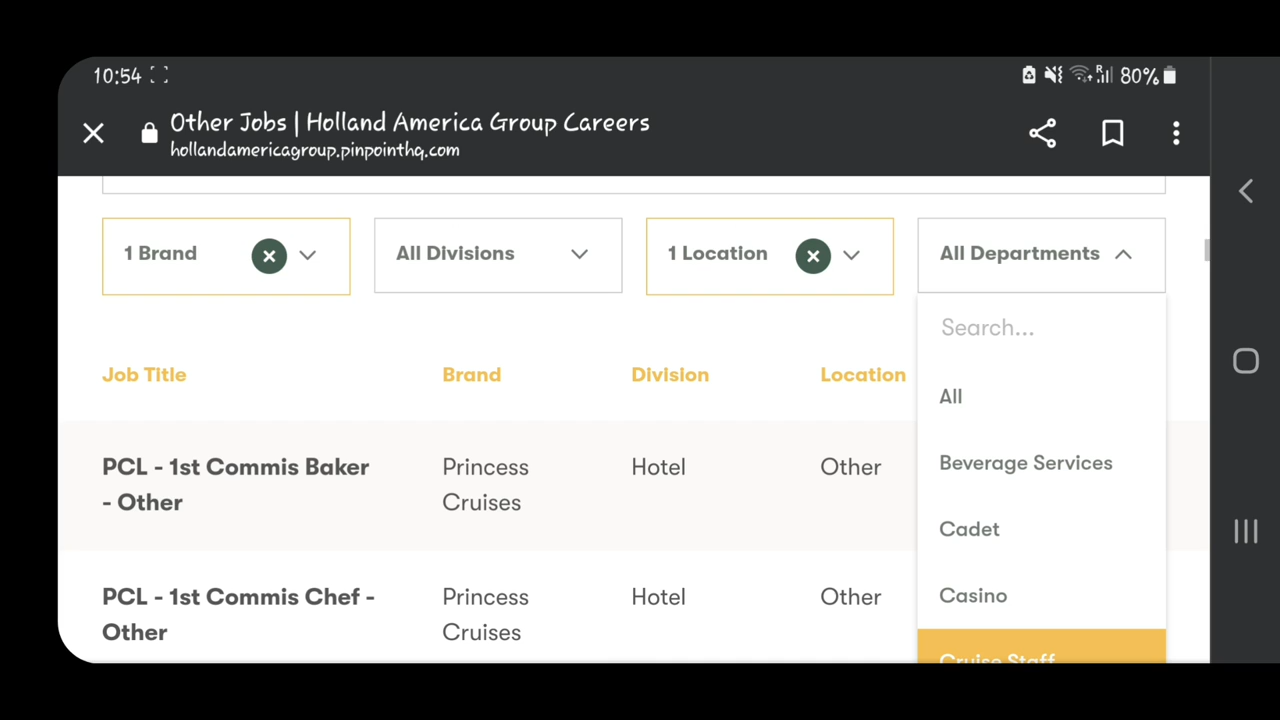 10:54
80%
Other Jobs | Holland America Group Careers
hollandamericagroup.pinpointhq.com
1 Brand
All Divisions
1 Location
All Departments
Search...
Job Title
Brand
Division
Location
All
Beverage Services
Cadet
Casino
Cruise Staff
PCL - 1st Commis Baker
- Other
Princess
Cruises
Hotel
Other
PCL - 1st Commis Chef -
Other
Princess
Cruises
Hotel
Other